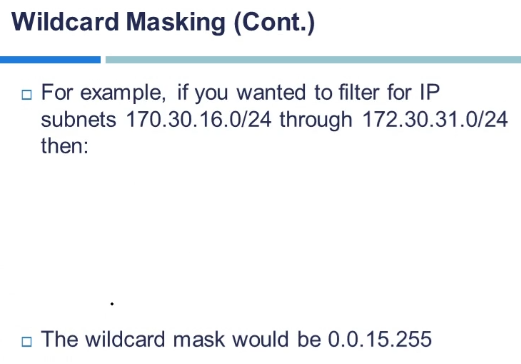 Wildcard Masking (Cont.)
For example, if you wanted to filter for IP
subnets 170.30.16.0/24 through 172.30.31.0/24
then:
.
The wildcard mask would be 0.0.15.255